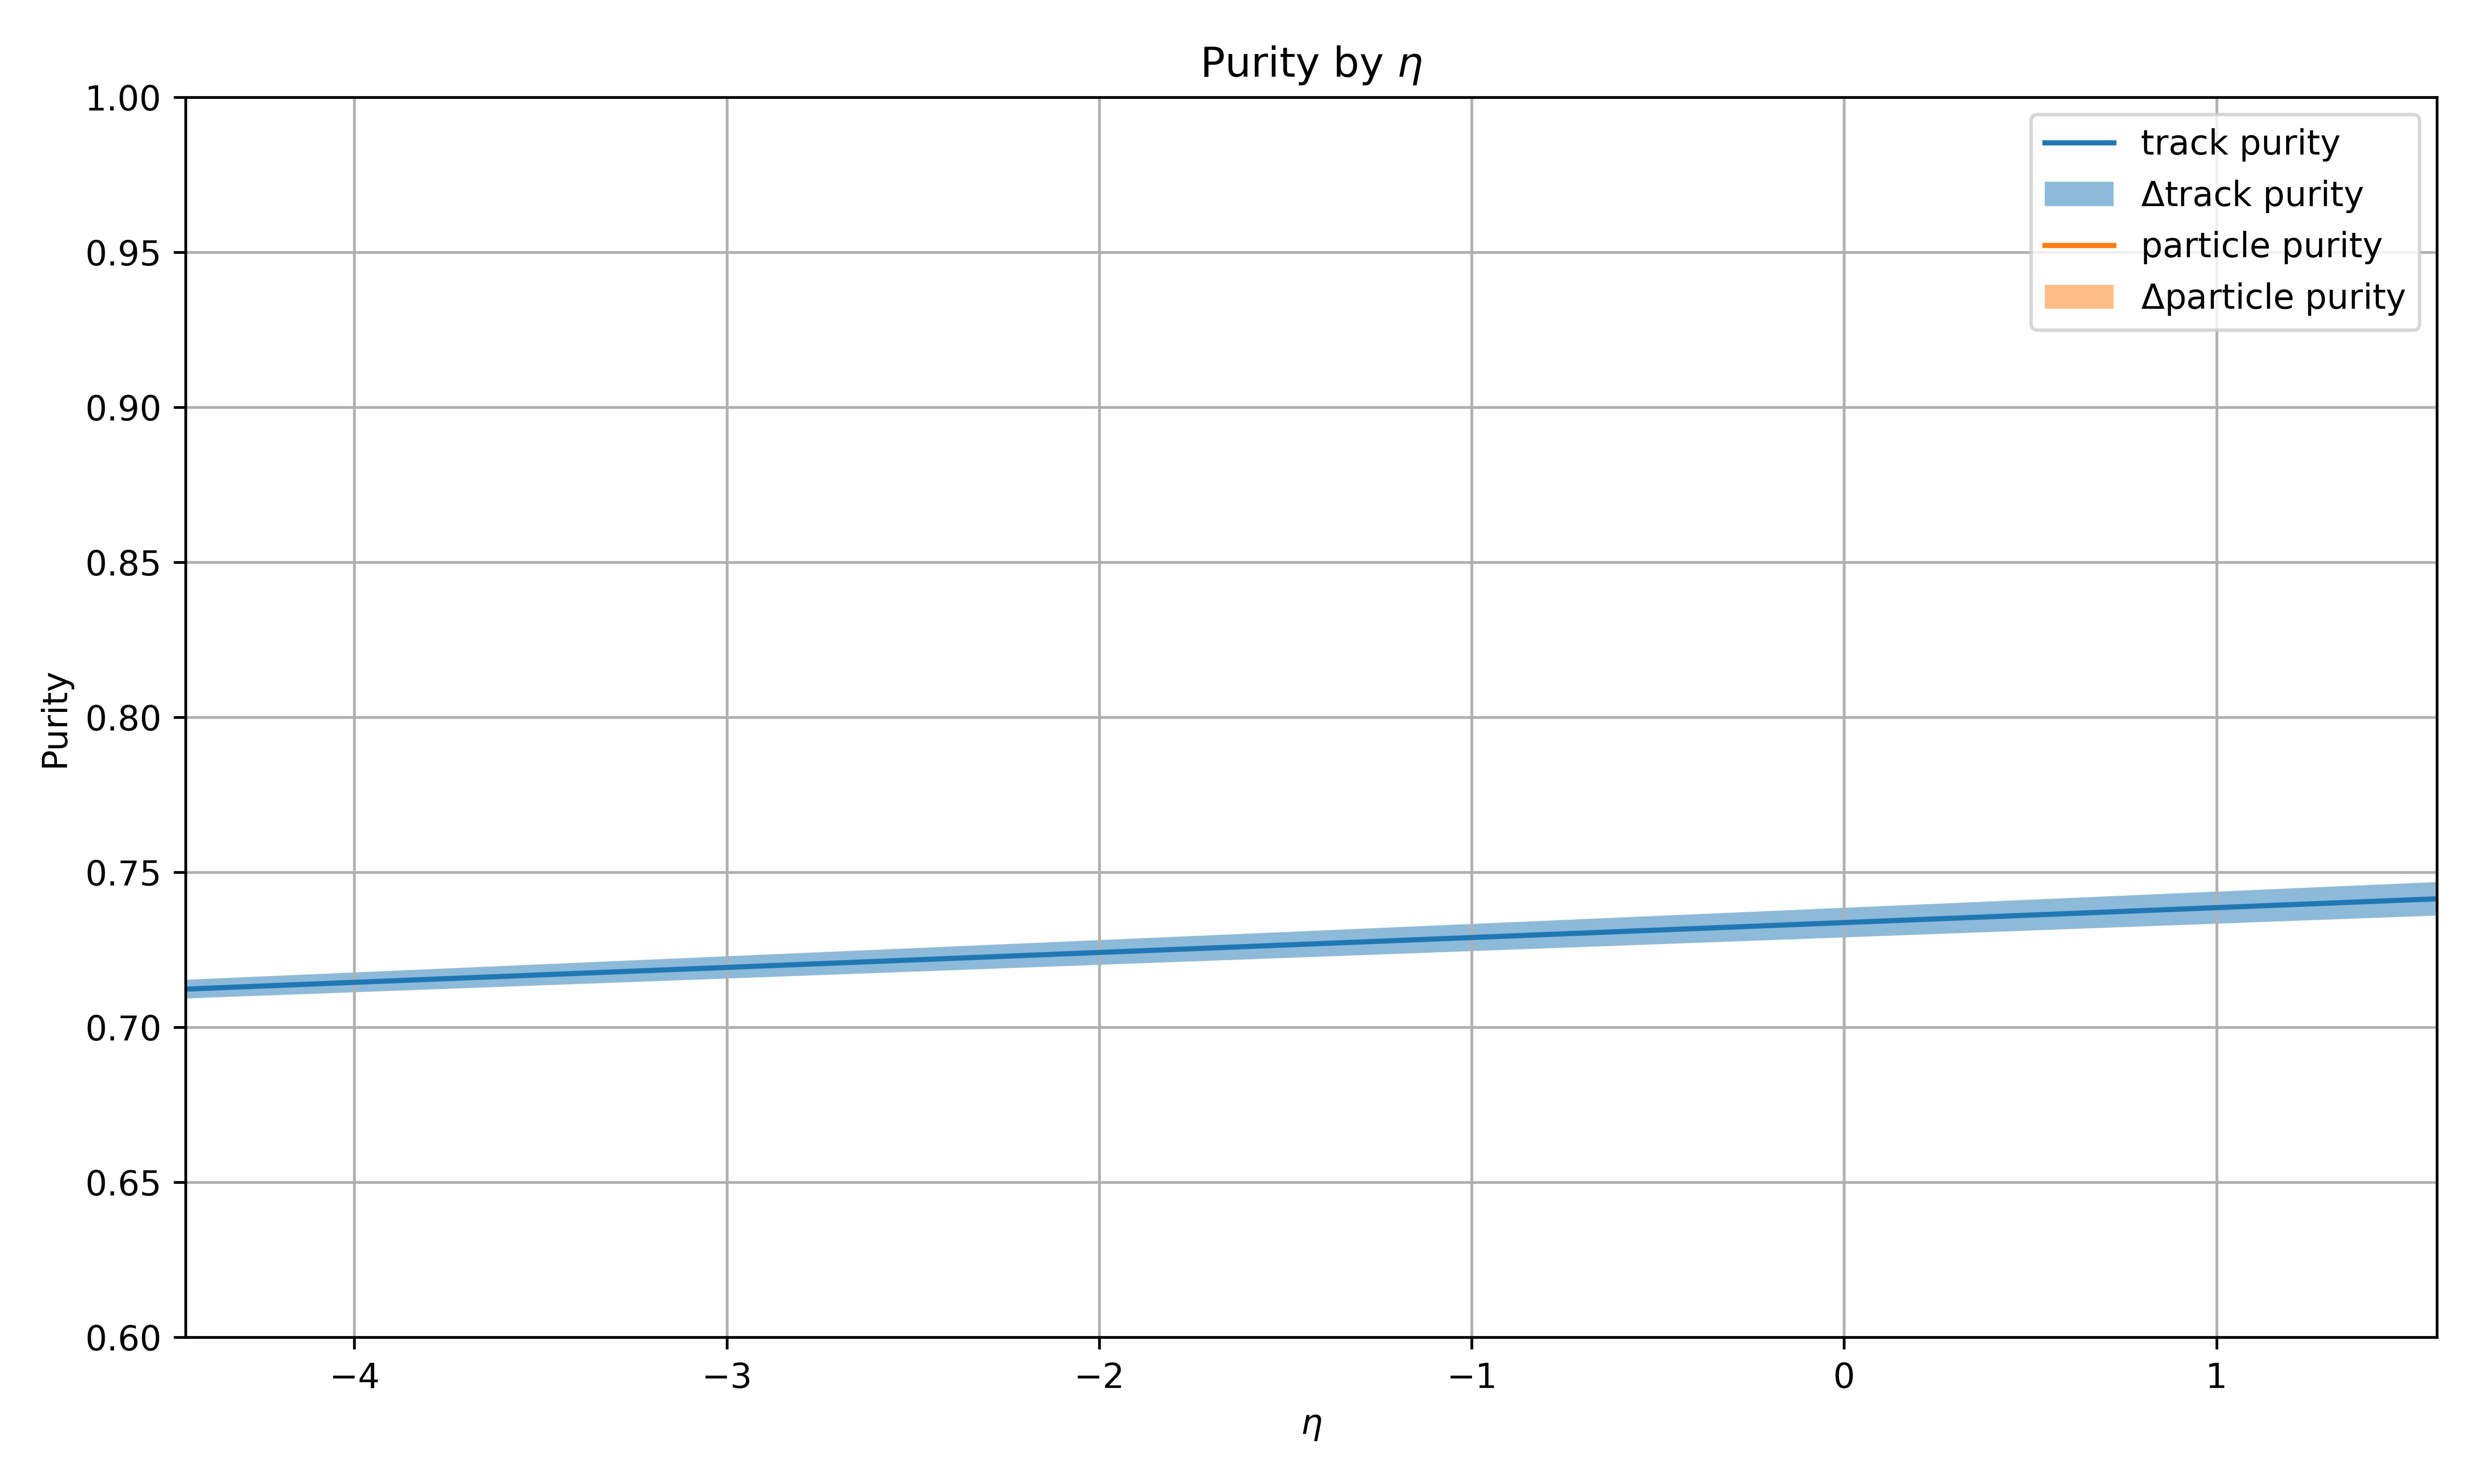 Purity by η
1.00
0.95
0.90
0.85
0.80
0.75
0.70
0.65
0.60
Purity
track purity
Δtrack purity
particle purity
Δparticle purity
−4
−3
−2
−1
0
1
η